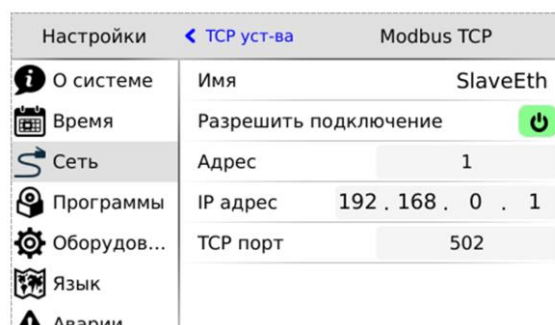 Настройки TCP уст-ва Modbus TCP
О системе Имя SlaveEth
Время Разрешить подключение
Сеть Адрес 1
Программы IP адрес 192 . 168 . 0 . 1
Оборудов... TCP порт 502
Язык
Аварии